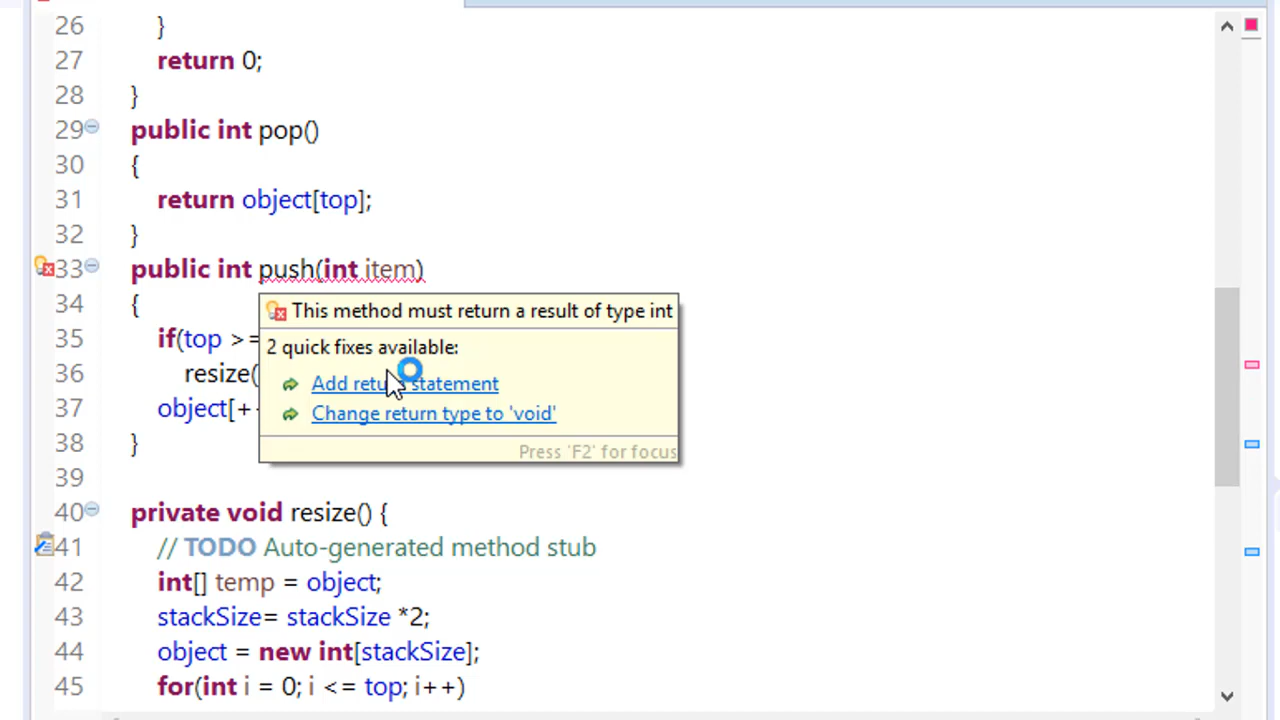 26 }
27 return 0;
28 }
29 public int pop()
30 {
31 return object[top];
32 }
33 public int push(int item)
34 {
This method must return a result of type int
35 if(top >=
2 quick fixes available:
36 resize(
Add return statement
37 object[+
Change return type to 'void'
38 }
Press 'F2' for focus
39
40 private void resize() {
41 // TODO Auto-generated method stub
42 int[] temp = object;
43 stackSize= stackSize *2;
44 object = new int[stackSize];
45 for(int i = 0; i <= top; i++)